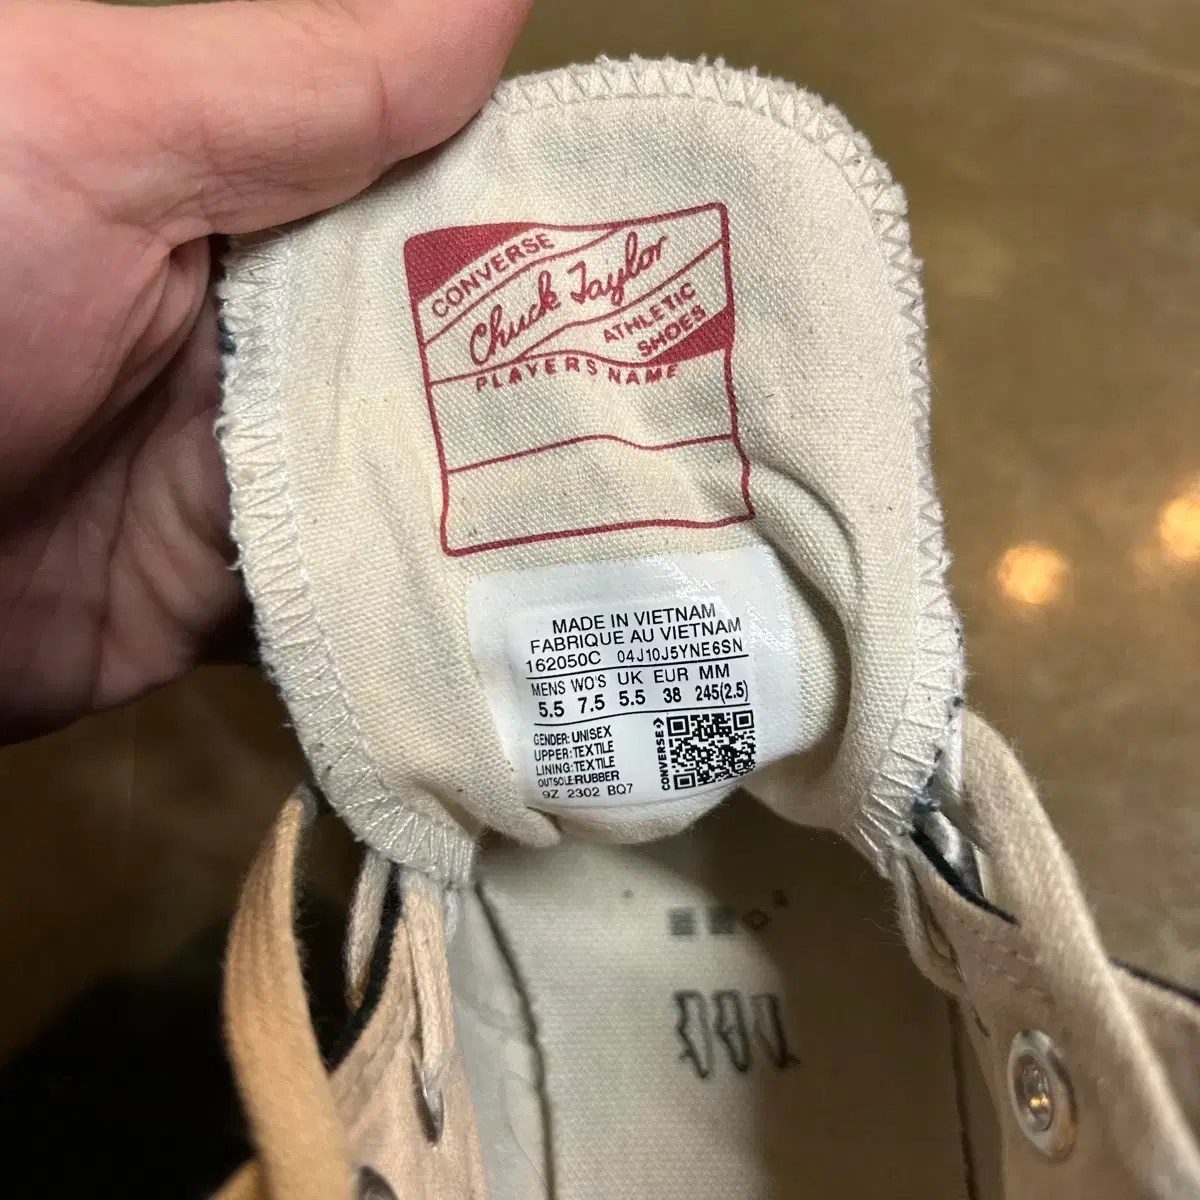 CONVERSE
Chuck Taylor
ATHLETIC
SHOES
PLAYERS NAME
MADE IN VIETNAM
FABRIQUE AU VIETNAM
162050C 04J10J5YNE6SN
MENS WO'S UK EUR MM
5.5 7.5 5.5 38 245(2.5)
GENDER: UNISEX
UPPER:TEXTILE
LINING:TEXTILE
OUTSOLE:RUBBER
9Z 2302 BQ7
CONVERSE